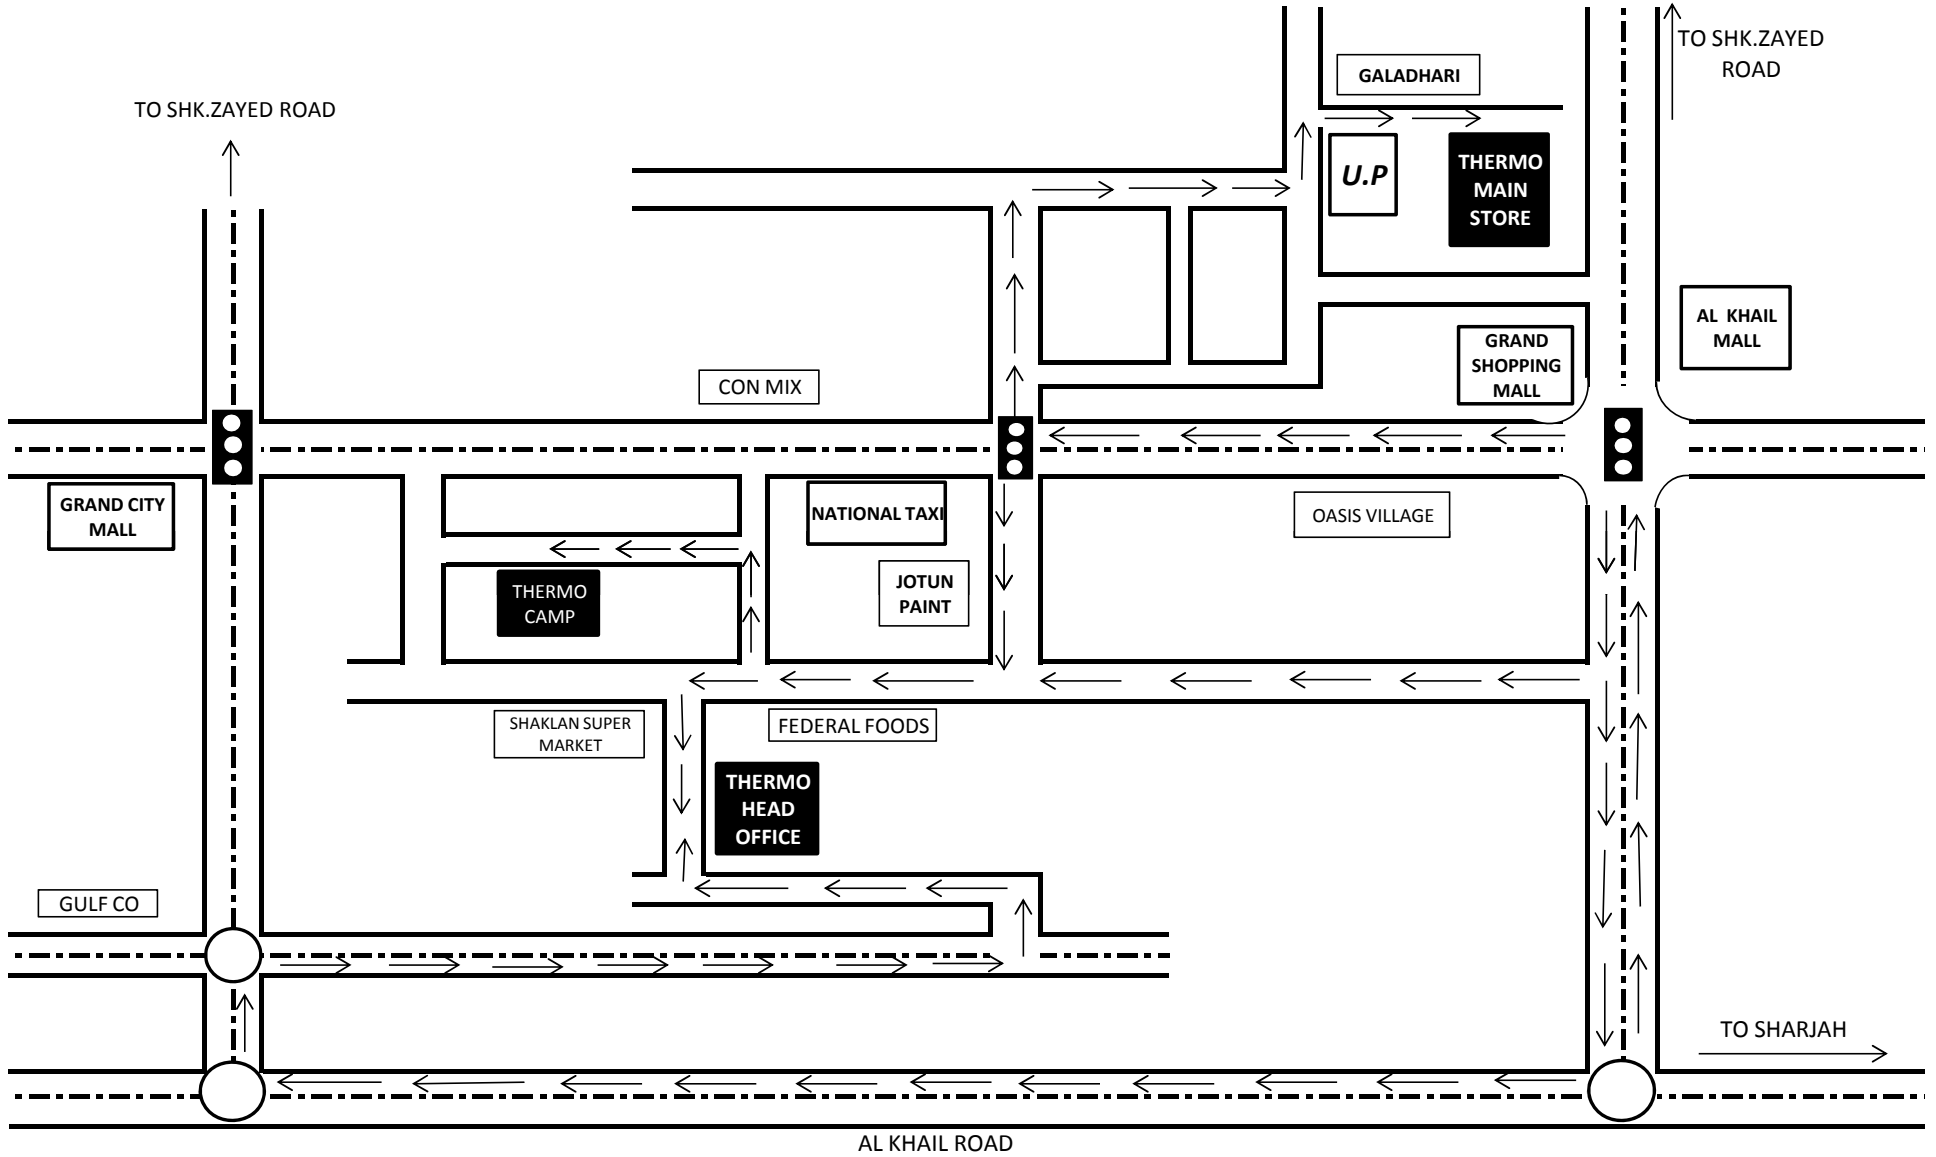 TO SHK.ZAYED
ROAD
GALADHARI
TO SHK.ZAYED ROAD
U.P
THERMO
MAIN
STORE
AL KHAIL
MALL
GRAND
SHOPPING
MALL
CON MIX
GRAND CITY
MALL
NATIONAL TAXI
OASIS VILLAGE
JOTUN
PAINT
THERMO
CAMP
SHAKLAN SUPER
MARKET
FEDERAL FOODS
THERMO
HEAD
OFFICE
GULF CO
TO SHARJAH
AL KHAIL ROAD